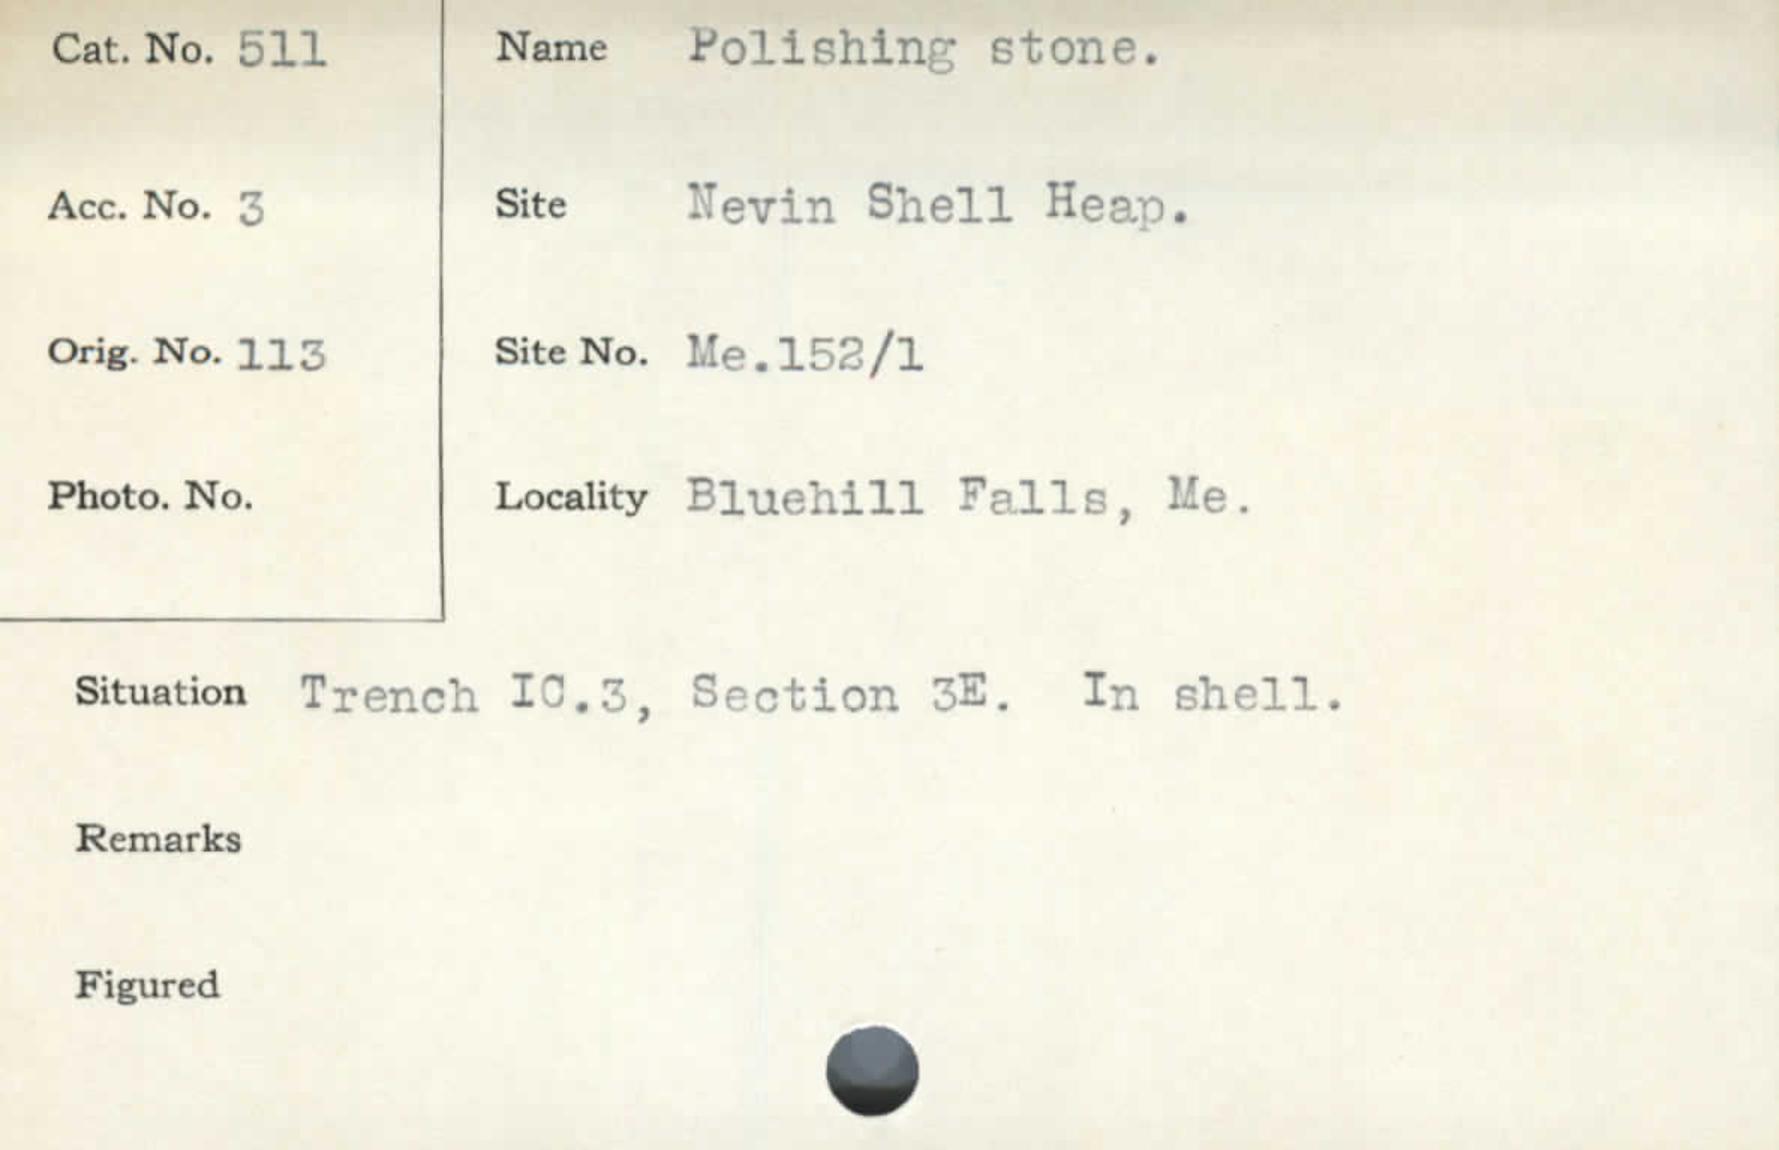 Cat. No. 511 Name Polishing stone.
Acc. No. 3 Site Nevin Shell Heap.
Orig. No. 113 Site No. Me.152/1
Photo. No. Locality Bluehill Falls, Me.
Situation Trench IC.3, Section 3E. In shell.
Remarks
Figured